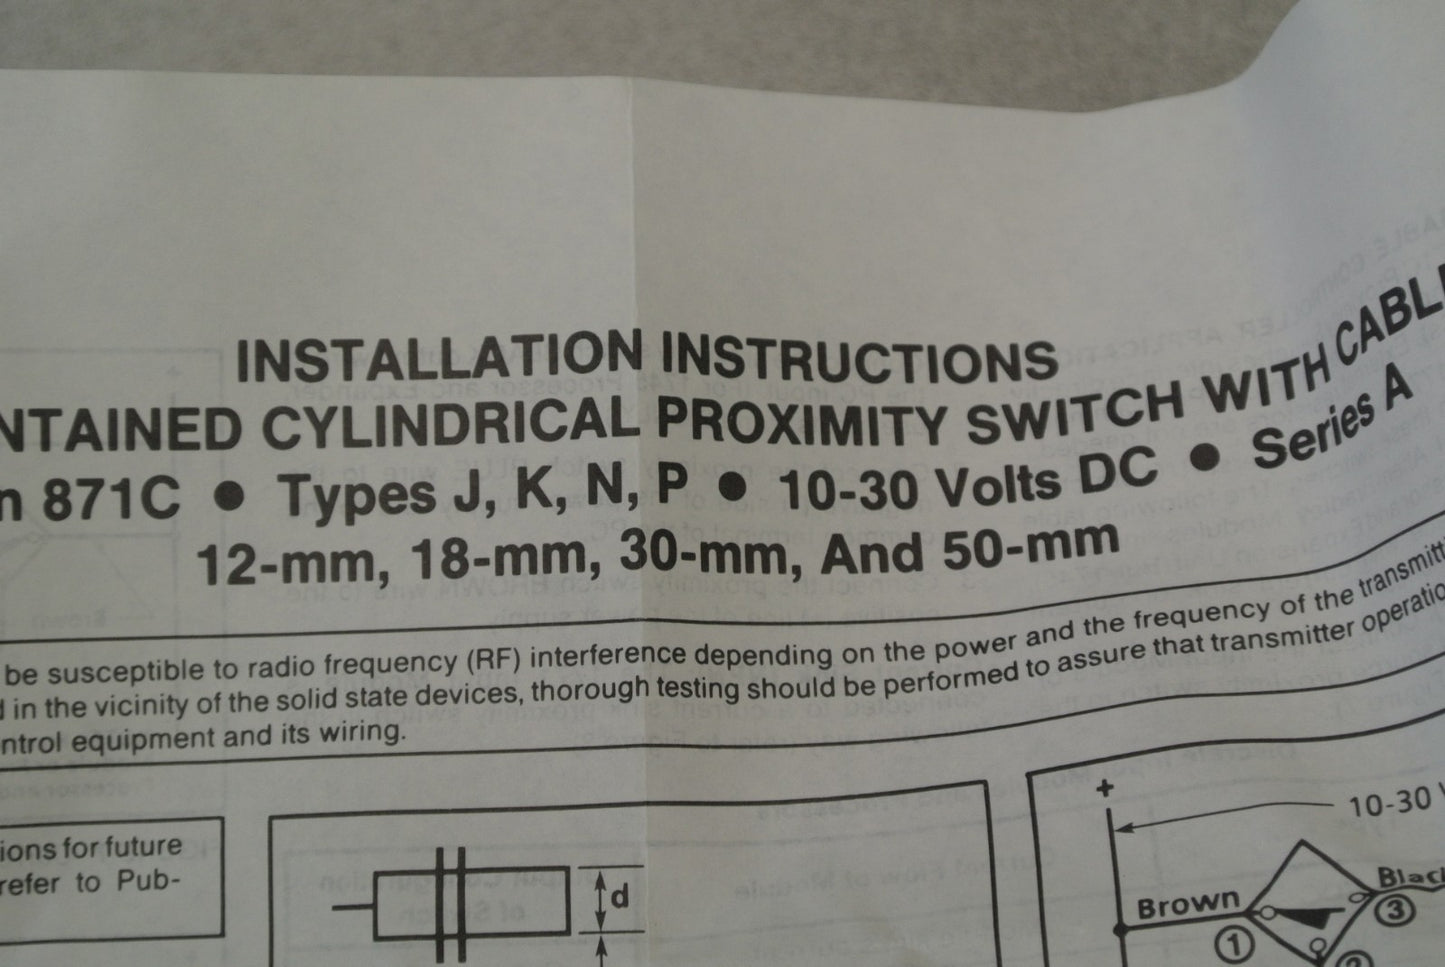 INSTALLATION INSTRUCTIONS
NTAINED CYLINDRICAL PROXIMITY SWITCH WITH CABL
n 871C ● Types J, K, N, P ● 10-30 Volts DC ● Series A
12-mm, 18-mm, 30-mm, And 50-mm
be susceptible to radio frequency (RF) interference depending on the power and the frequency of the transmitti
in the vicinity of the solid state devices, thorough testing should be performed to assure that transmitter operatio
ntrol equipment and its wiring.
ions for future
refer to Pub-
d
+
10-30 V
Brown
Blac
1
3
2